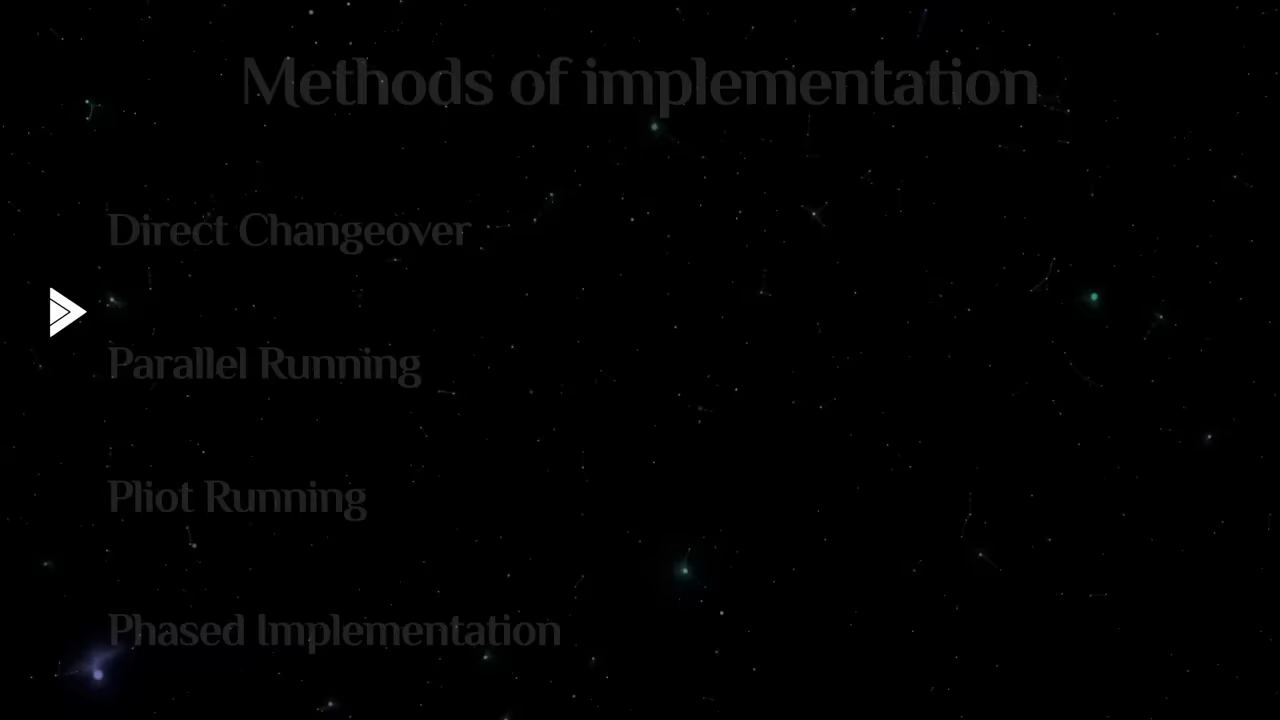 Methods of implementation
Direct Changeover
Parallel Running
Pliot Running
Phased Implementation